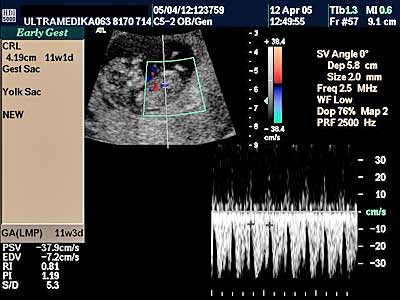 ULTRAMEDIKA063 8170 714
05/04/12:123759
C5-2 OB/Gen
12 Apr 05
12:49:55
TIb1.3 MI 0.6
Fr #57 9.1 cm
Early Gest
CRL
4.19cm 11w1d
Gest Sac
Yolk Sac
NEW
GA(LMP) 11w3d
PSV -37.9cm/s
EDV -7.2cm/s
RI 0.81
PI 1.19
S/D 5.3
ATL
38.4
- 38.4
cm/s
SV Angle 0°
Dep 5.8 cm
Size 2.0 mm
Freq 2.5 MHz
WF Low
Dop 76% Map 2
PRF 2500 Hz
30
20
10
cm/s
-10
-20
-30